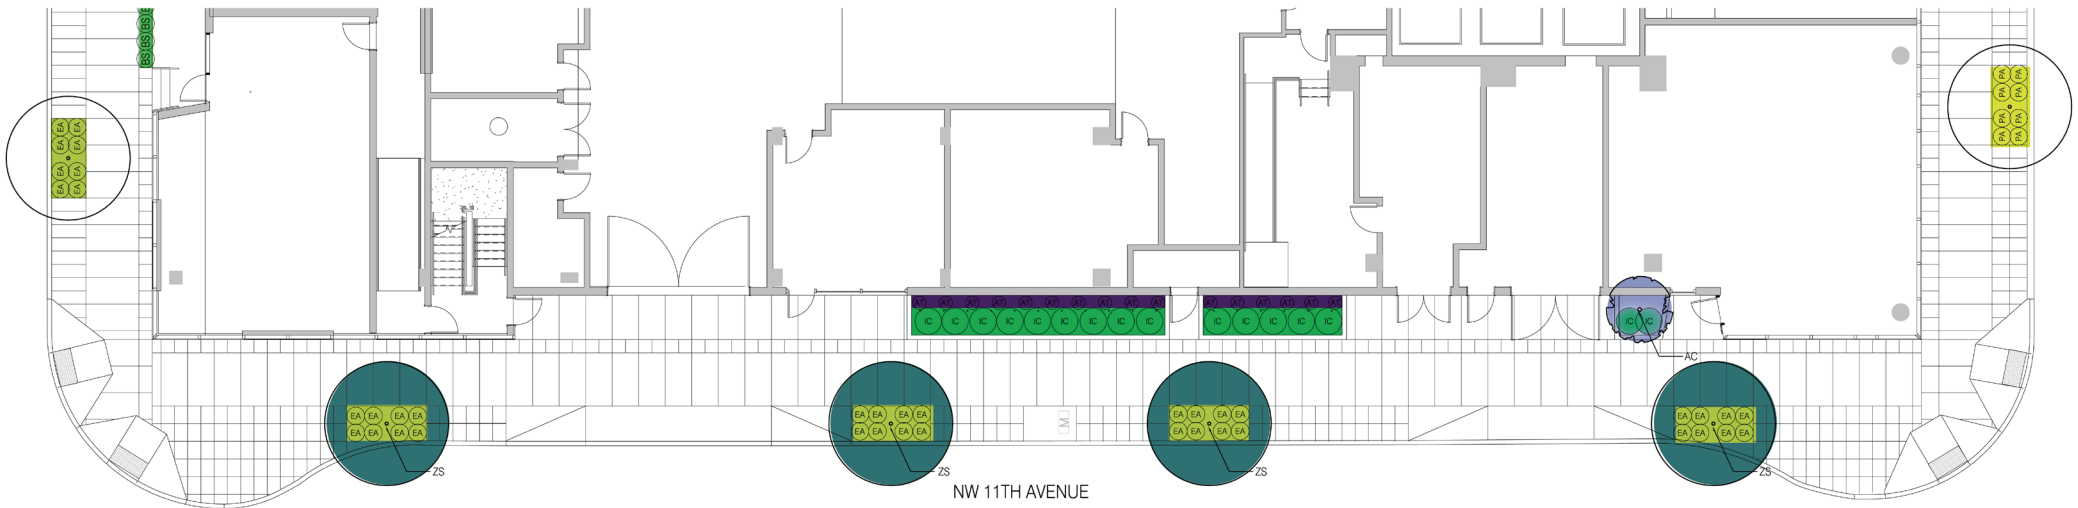 BS BS BS
PA PA
PA PA
PA PA
PA PA
EA EA
EA EA
EA EA
EA EA
AT AT AT AT AT AT AT AT AT AT
AT AT AT AT AT AT
IC IC IC IC IC IC IC IC IC
IC IC IC IC IC
IC IC
AC
EA EA EA EA
EA EA EA EA
ZS
EA EA EA EA
EA EA EA EA
ZS
M
EA EA EA EA
EA EA EA EA
ZS
EA EA EA EA
EA EA EA EA
ZS
NW 11TH AVENUE